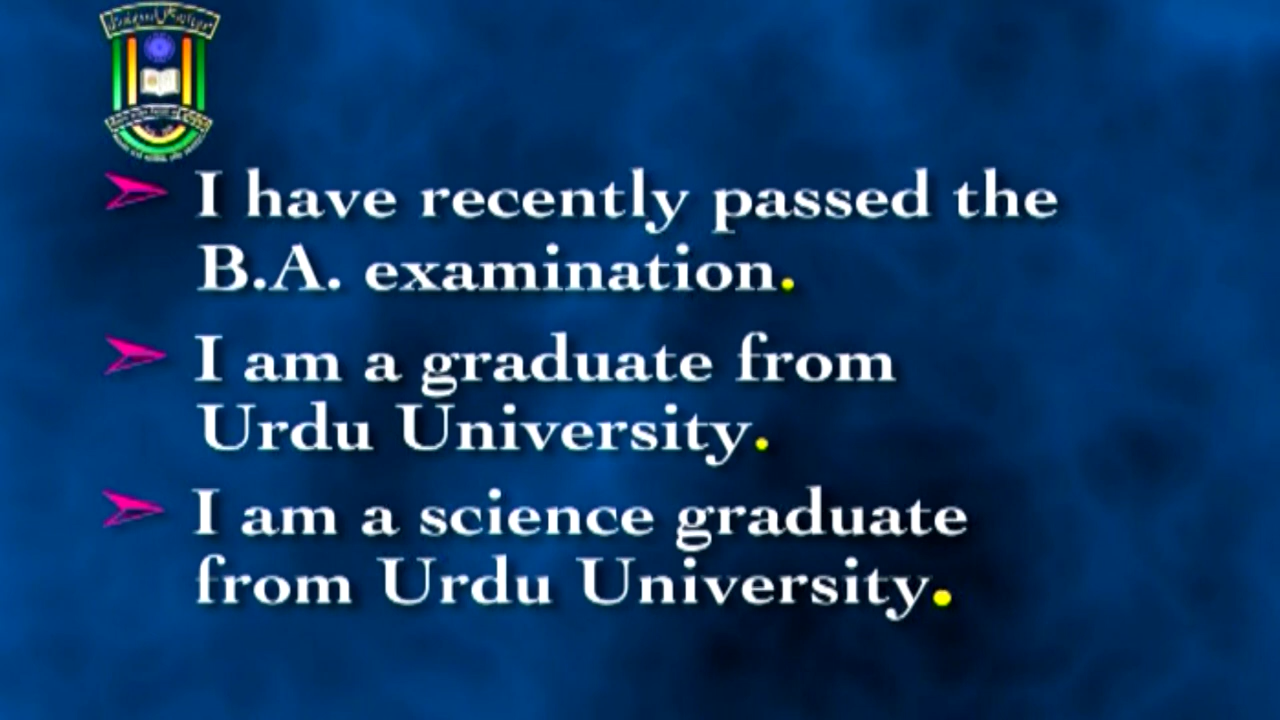 I have recently passed the
B.A. examination.
I am a graduate from
Urdu University.
I am a science graduate
from Urdu University.